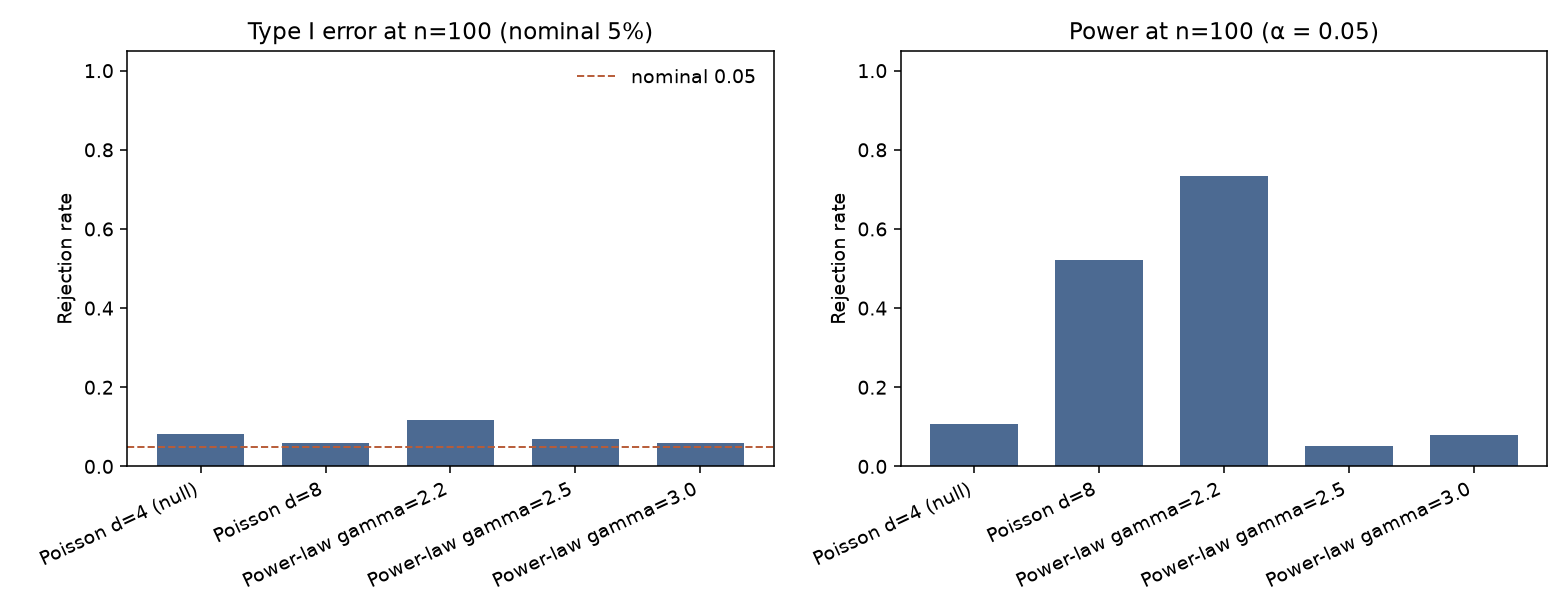 Type I error at n=100 (nominal 5%)
nominal 0.05
Rejection rate
1.0
0.8
0.6
0.4
0.2
0.0
Poisson d=4 (null)
Poisson d=8
Power-law gamma=2.2
Power-law gamma=2.5
Power-law gamma=3.0
Power at n=100 (α = 0.05)
Rejection rate
1.0
0.8
0.6
0.4
0.2
0.0
Poisson d=4 (null)
Poisson d=8
Power-law gamma=2.2
Power-law gamma=2.5
Power-law gamma=3.0